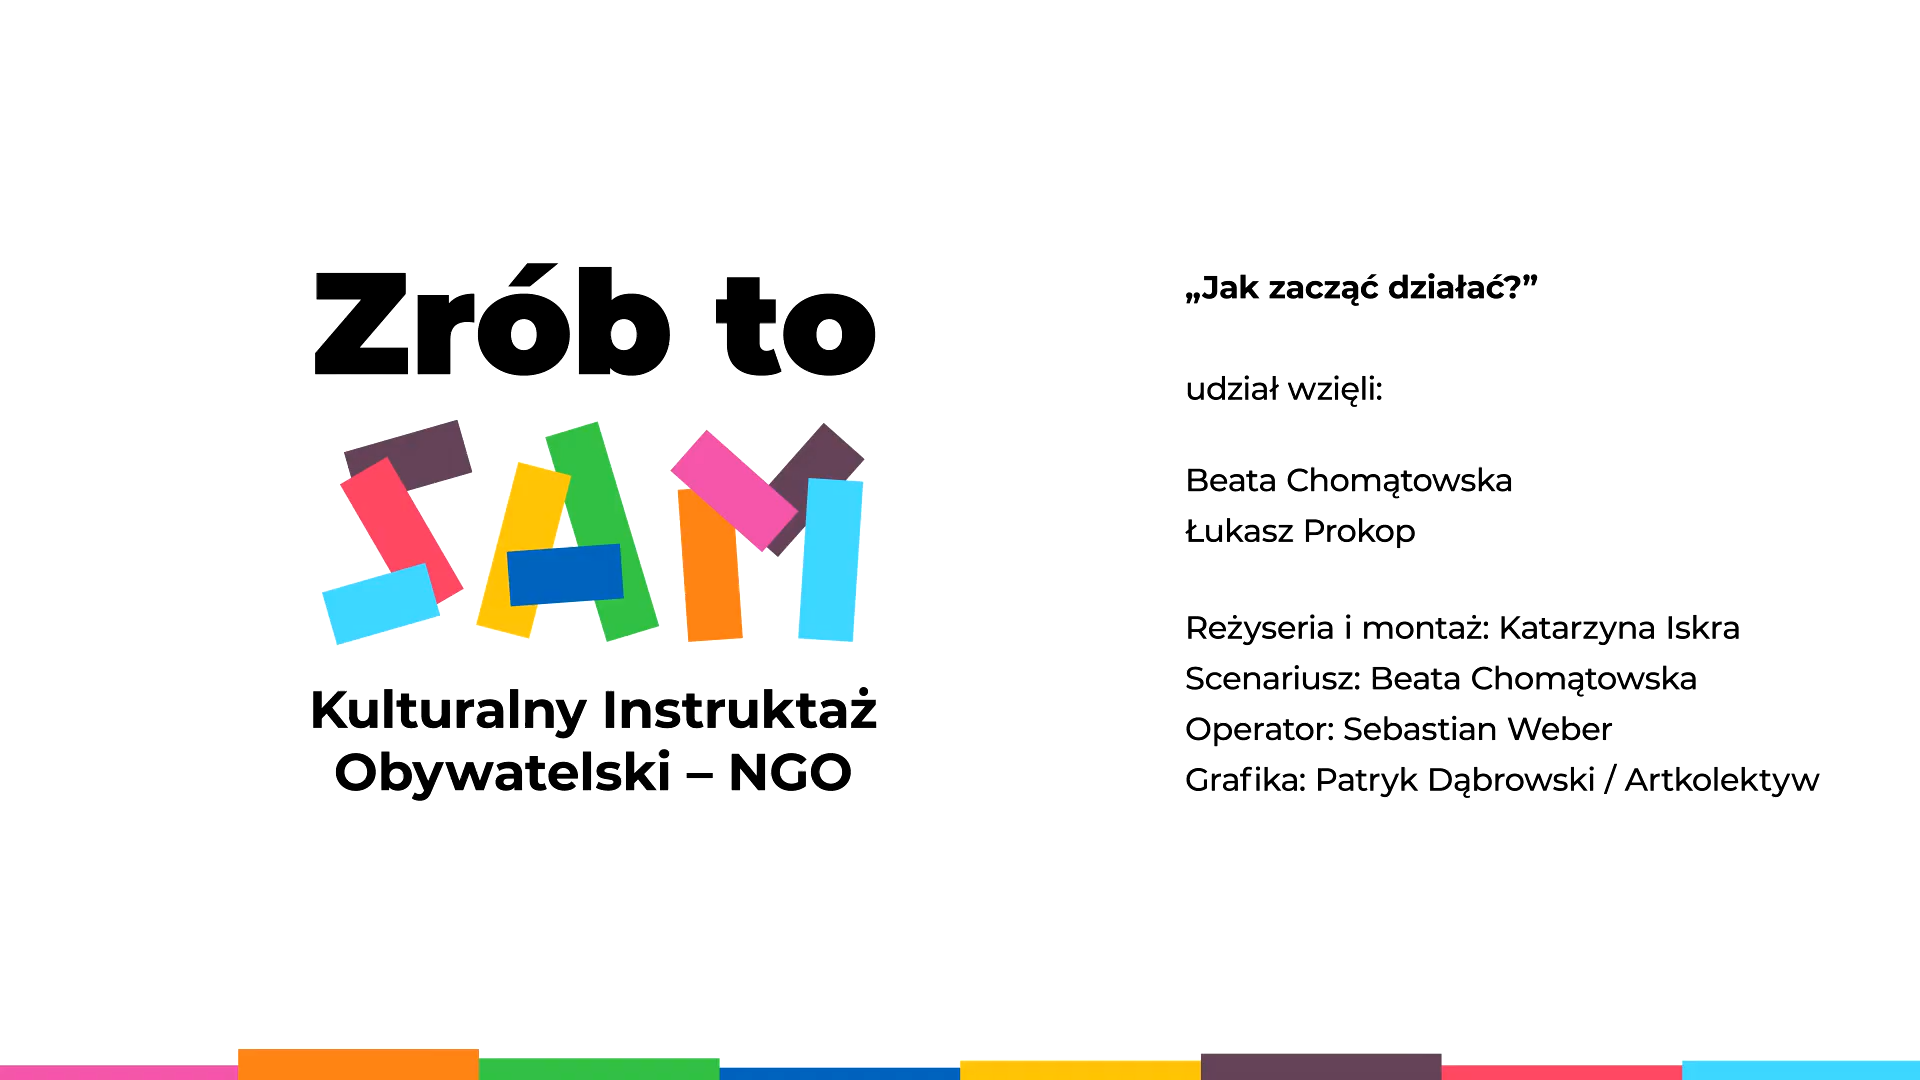 Zrób to
SAM
Kulturalny Instruktaż
Obywatelski – NGO
„Jak zacząć działać?”
udział wzięli:
Beata Chomątowska
Łukasz Prokop
Reżyseria i montaż: Katarzyna Iskra
Scenariusz: Beata Chomątowska
Operator: Sebastian Weber
Grafika: Patryk Dąbrowski / Artkolektyw